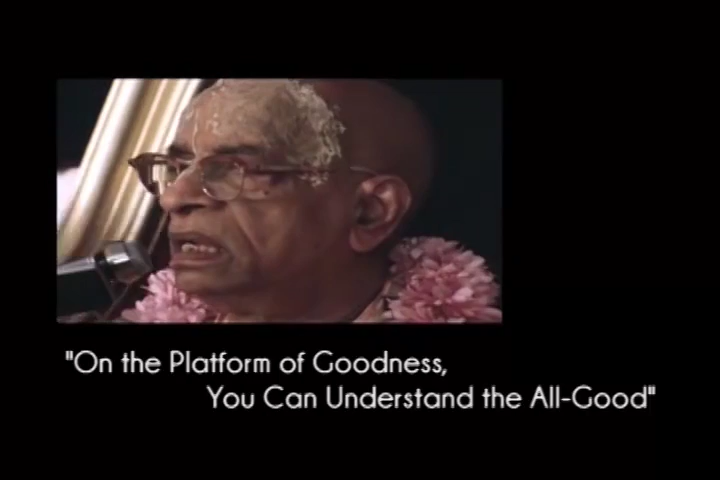 "On the Platform of Goodness,
You Can Understand the All-Good"